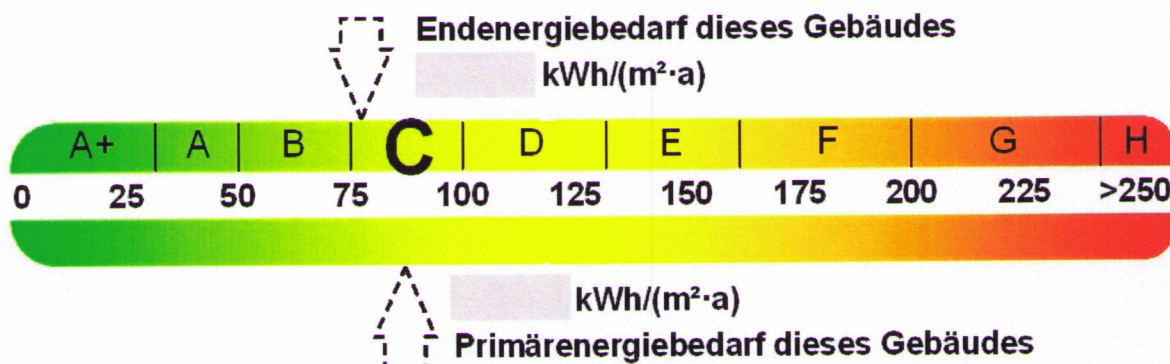 Endenergiebedarf dieses Gebäudes
kWh/(m²·a)
A+ A B C D E F G H
0 25 50 75 100 125 150 175 200 225 >250
kWh/(m²·a)
Primärenergiebedarf dieses Gebäudes